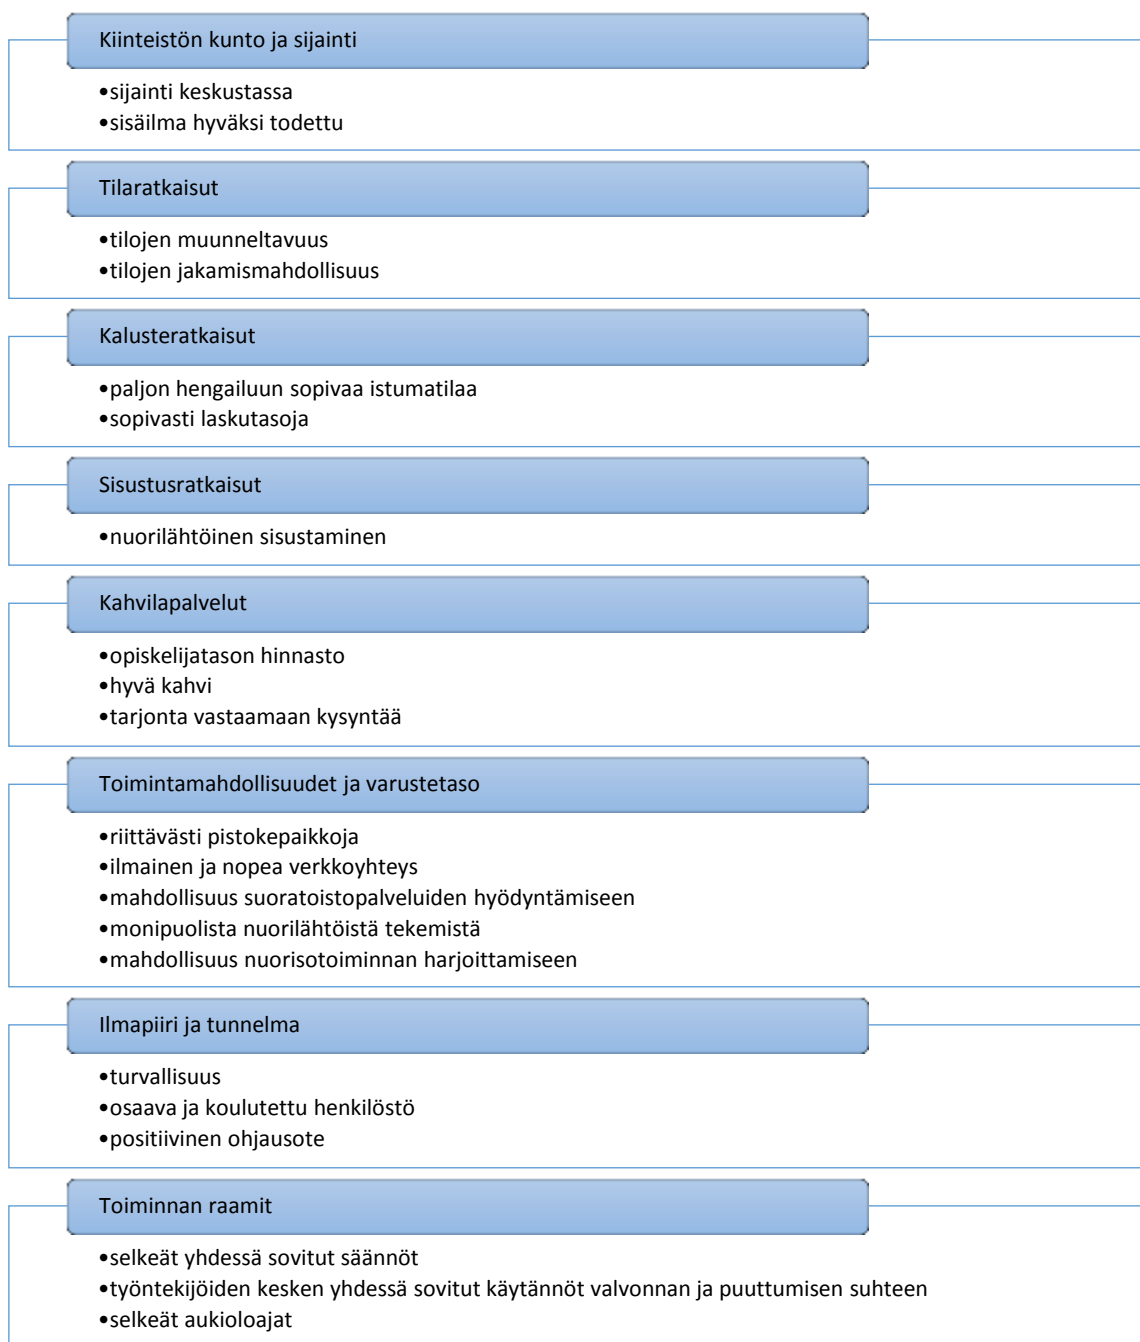 Kiinteistön kunto ja sijainti
•sijainti keskustassa
•sisäilma hyväksi todettu
Tilaratkaisut
•tilojen muunneltavuus
•tilojen jakamismahdollisuus
Kalusteratkaisut
•paljon hengailuun sopivaa istumatilaa
•sopivasti laskutasoja
Sisustusratkaisut
•nuorilähtöinen sisustaminen
Kahvilapalvelut
•opiskelijatason hinnasto
•hyvä kahvi
•tarjonta vastaamaan kysyntää
Toimintamahdollisuudet ja varustetaso
•riittävästi pistokepaikkoja
•ilmainen ja nopea verkkoyhteys
•mahdollisuus suoratoistopalveluiden hyödyntämiseen
•monipuolista nuorilähtöistä tekemistä
•mahdollisuus nuorisotoiminnan harjoittamiseen
Ilmapiiri ja tunnelma
•turvallisuus
•osaava ja koulutettu henkilöstö
•positiivinen ohjausote
Toiminnan raamit
•selkeät yhdessä sovitut säännöt
•työntekijöiden kesken yhdessä sovitut käytännöt valvonnan ja puuttumisen suhteen
•selkeät aukioloajat